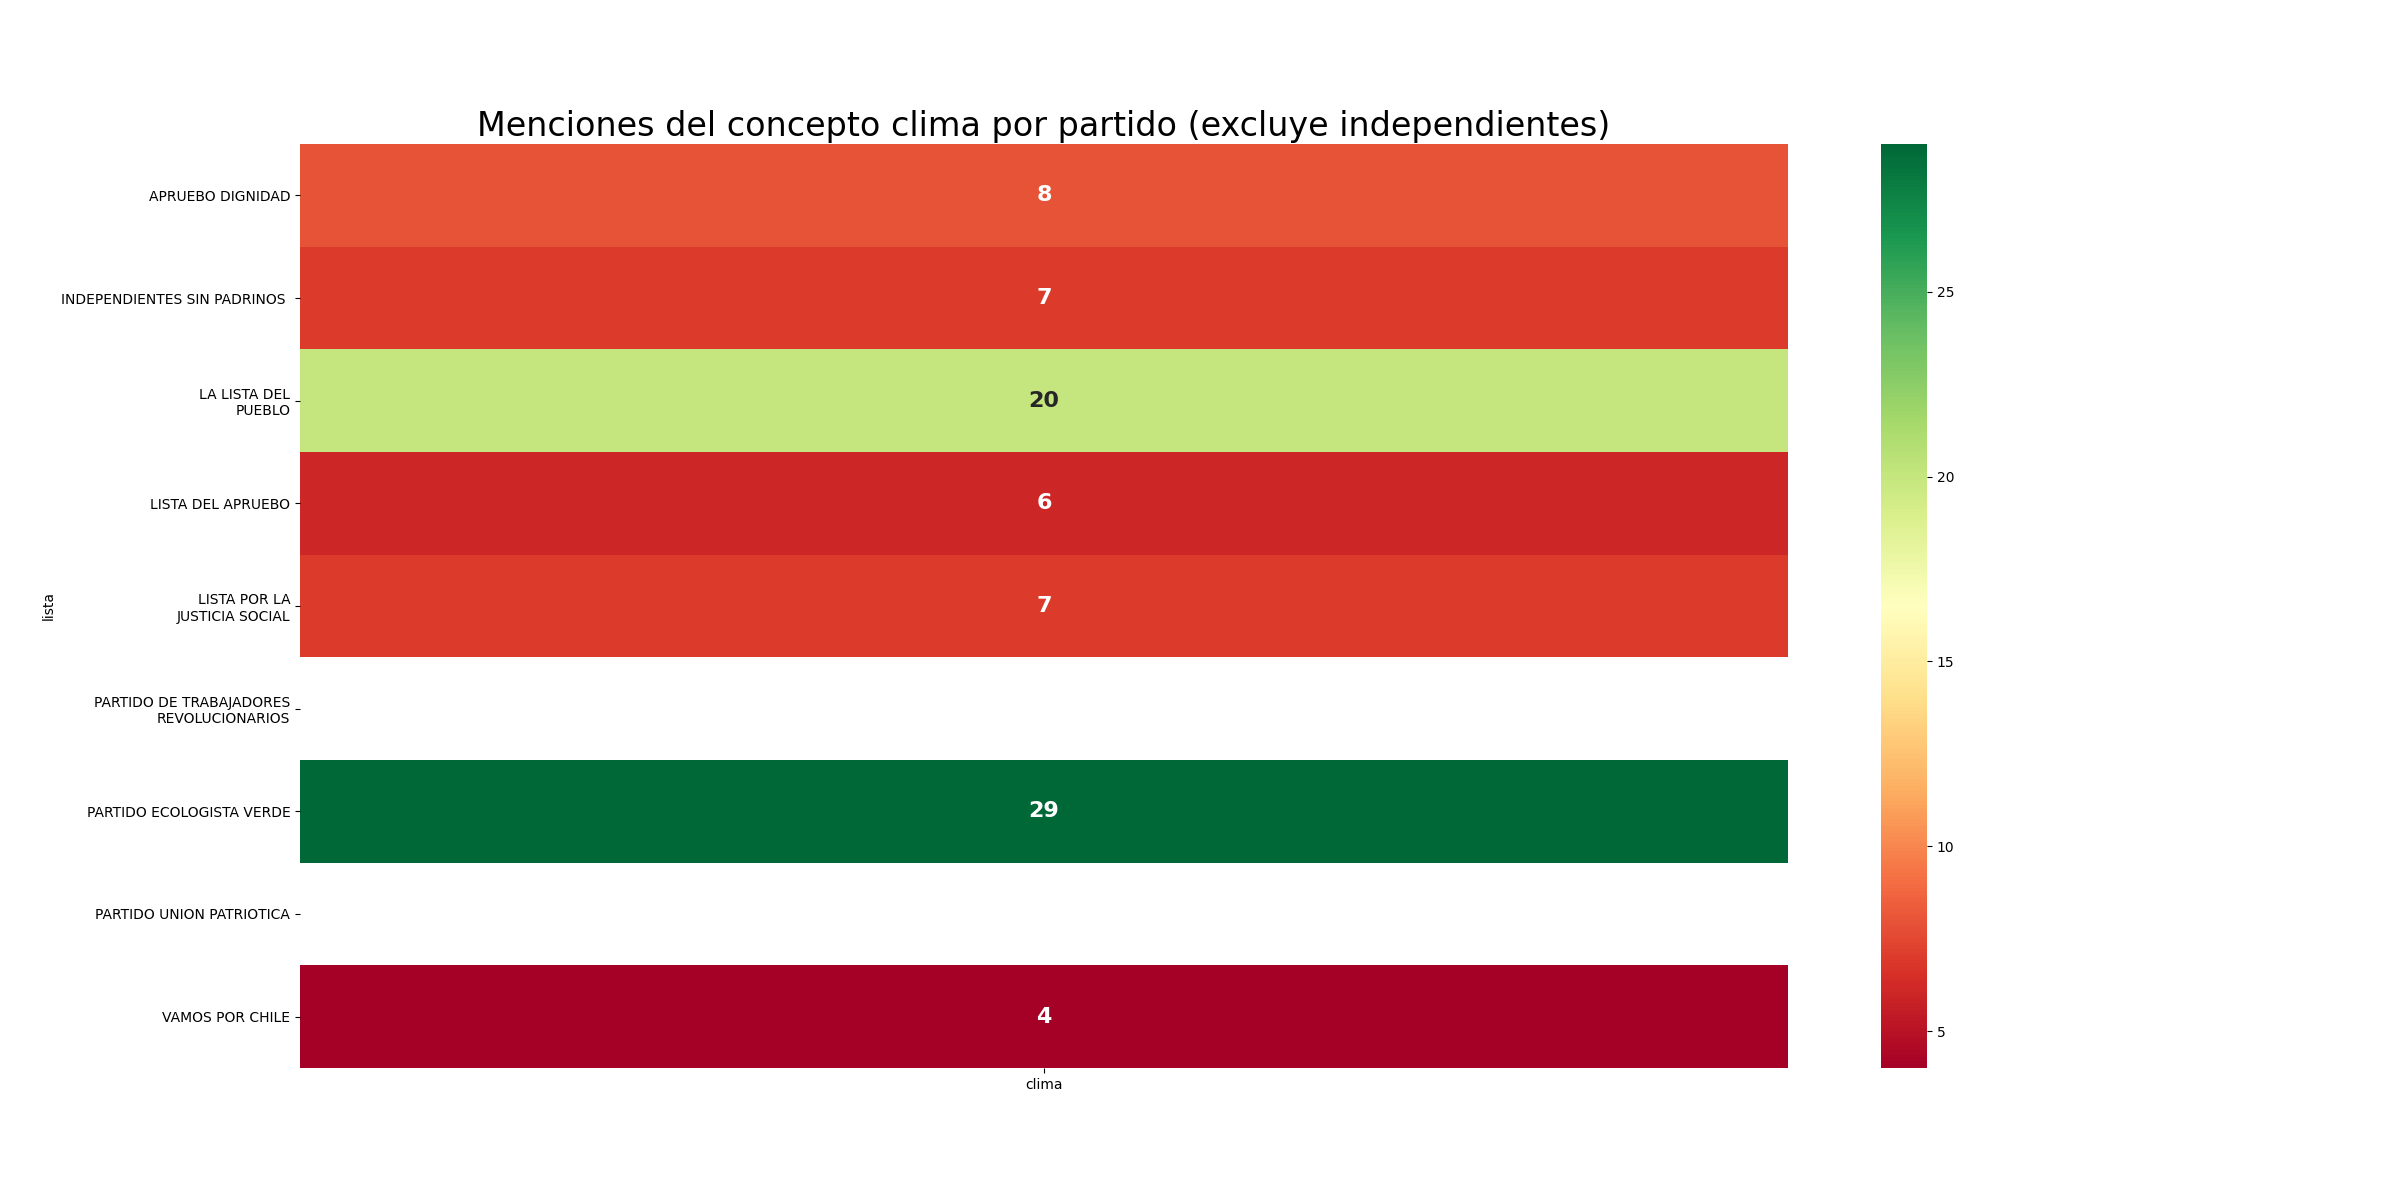 Menciones del concepto clima por partido (excluye independientes)
lista
APRUEBO DIGNIDAD
8
INDEPENDIENTES SIN PADRINOS
7
LA LISTA DEL
PUEBLO
20
LISTA DEL APRUEBO
6
LISTA POR LA
JUSTICIA SOCIAL
7
PARTIDO DE TRABAJADORES
REVOLUCIONARIOS
PARTIDO ECOLOGISTA VERDE
29
PARTIDO UNION PATRIOTICA
VAMOS POR CHILE
4
clima
25
20
15
10
5